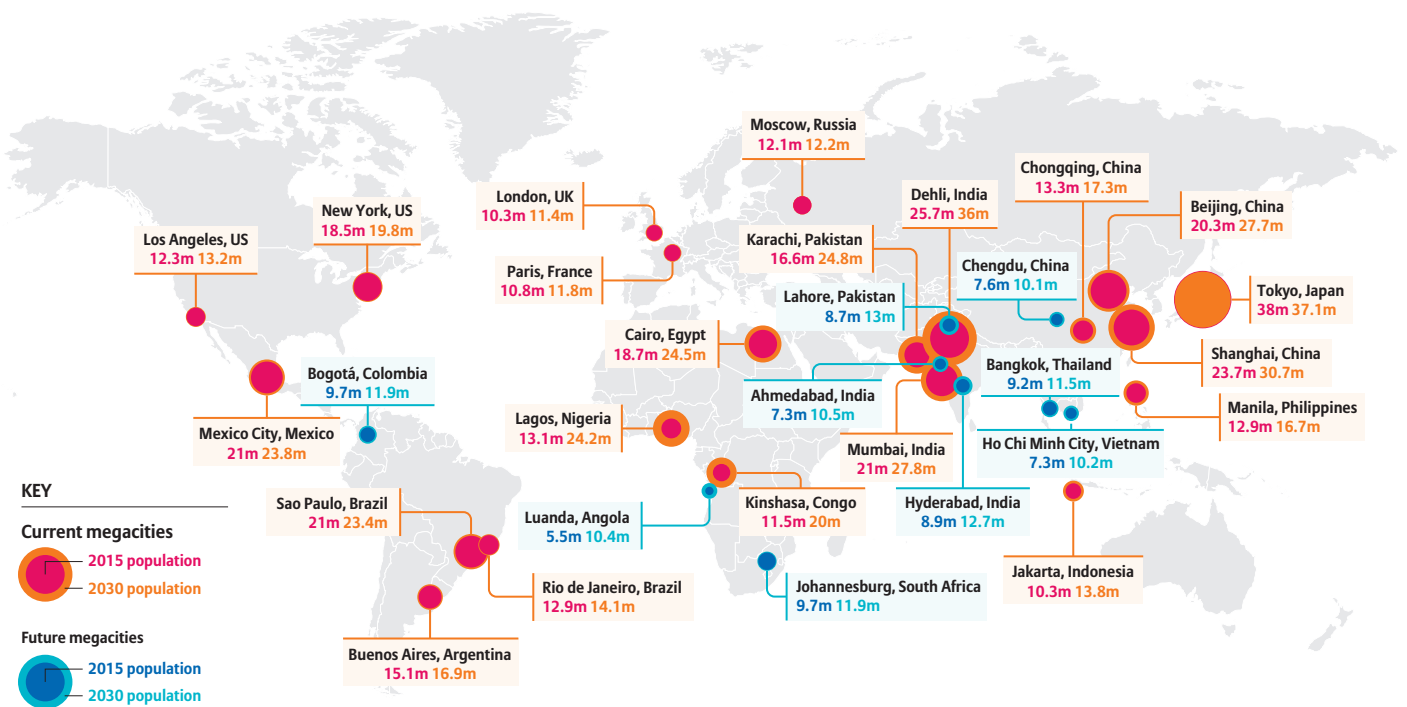 Moscow, Russia
12.1m 12.2m
Chongqing, China
13.3m 17.3m
London, UK
10.3m 11.4m
Dehli, India
25.7m 36m
Beijing, China
20.3m 27.7m
New York, US
18.5m 19.8m
Los Angeles, US
12.3m 13.2m
Karachi, Pakistan
16.6m 24.8m
Paris, France
10.8m 11.8m
Chengdu, China
7.6m 10.1m
Lahore, Pakistan
8.7m 13m
Tokyo, Japan
38m 37.1m
Cairo, Egypt
18.7m 24.5m
Shanghai, China
23.7m 30.7m
Bogotá, Colombia
9.7m 11.9m
Bangkok, Thailand
9.2m 11.5m
Ahmedabad, India
7.3m 10.5m
Manila, Philippines
12.9m 16.7m
Lagos, Nigeria
13.1m 24.2m
Mexico City, Mexico
21m 23.8m
Mumbai, India
21m 27.8m
Ho Chi Minh City, Vietnam
7.3m 10.2m
Sao Paulo, Brazil
21m 23.4m
Luanda, Angola
5.5m 10.4m
Kinshasa, Congo
11.5m 20m
Hyderabad, India
8.9m 12.7m
Rio de Janeiro, Brazil
12.9m 14.1m
Johannesburg, South Africa
9.7m 11.9m
Jakarta, Indonesia
10.3m 13.8m
Buenos Aires, Argentina
15.1m 16.9m
KEY
Current megacities
2015 population
2030 population
Future megacities
2015 population
2030 population